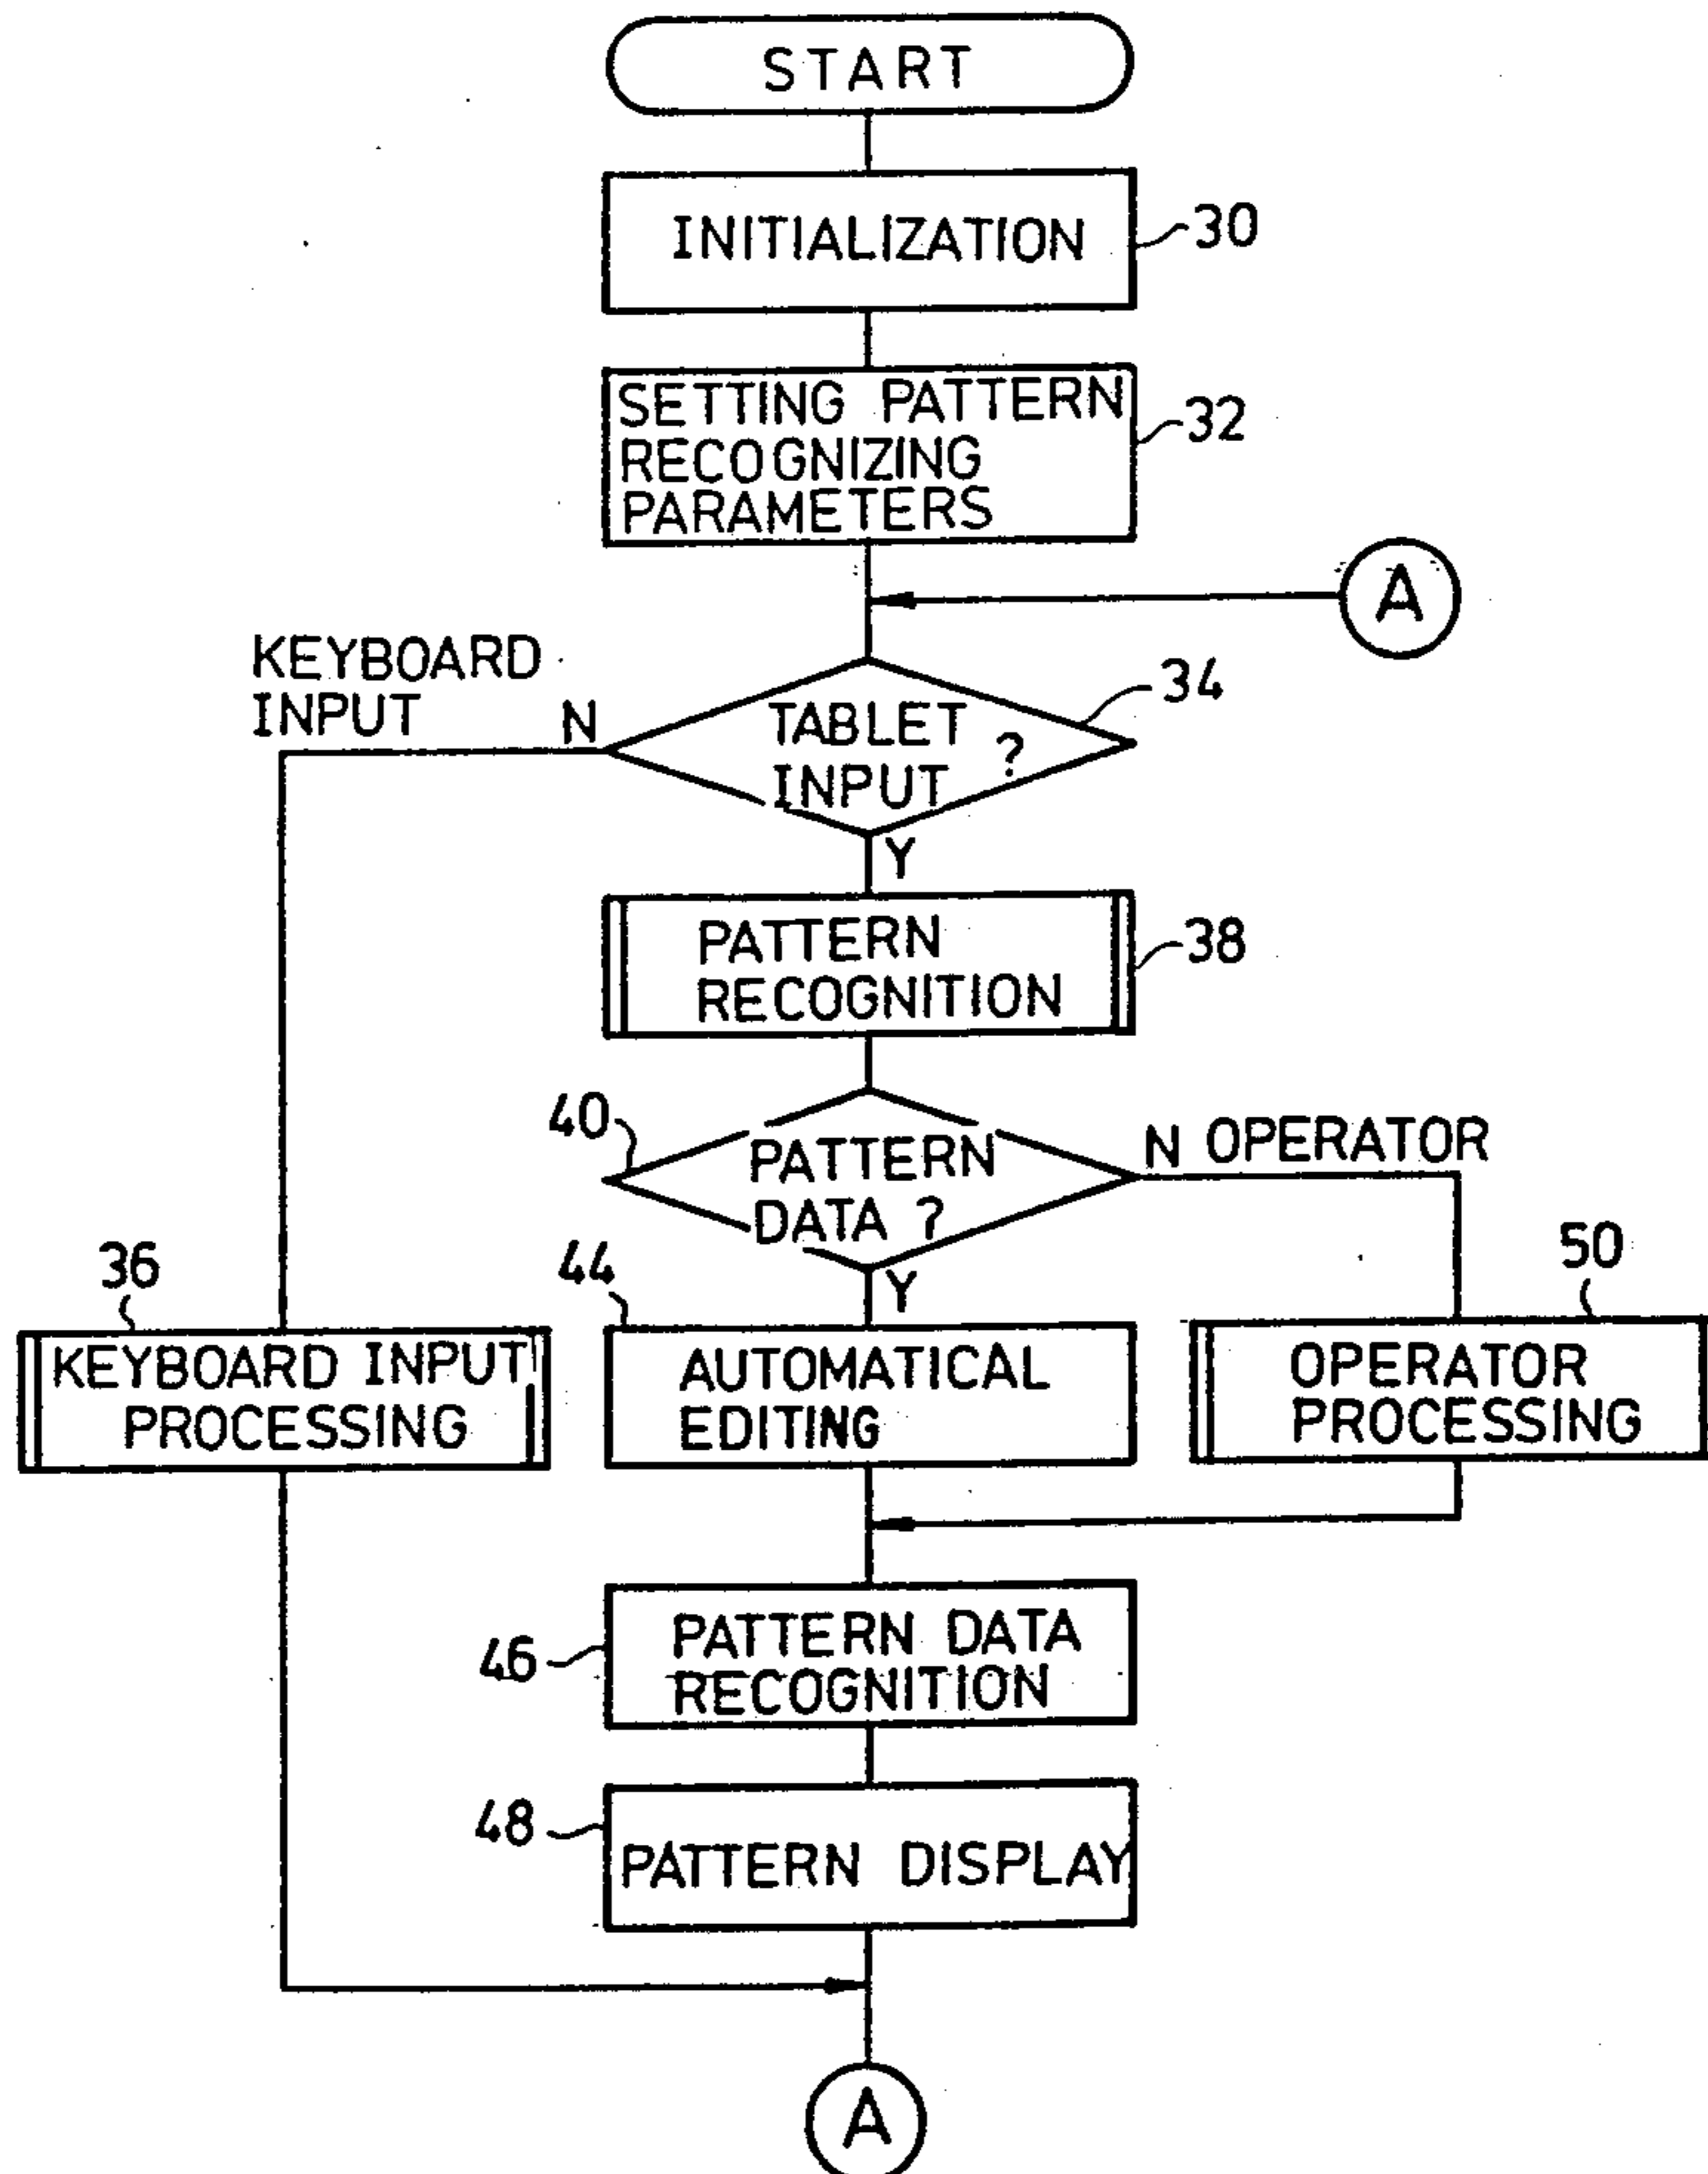 START
INITIALIZATION
30
SETTING PATTERN
RECOGNIZING
PARAMETERS
32
A
KEYBOARD
INPUT
N
TABLET
INPUT ?
34
Y
PATTERN
RECOGNITION
38
40
PATTERN
DATA ?
N OPERATOR
Y
36
KEYBOARD INPUT
PROCESSING
44
AUTOMATICAL
EDITING
50
OPERATOR
PROCESSING
46
PATTERN DATA
RECOGNITION
48
PATTERN DISPLAY
A